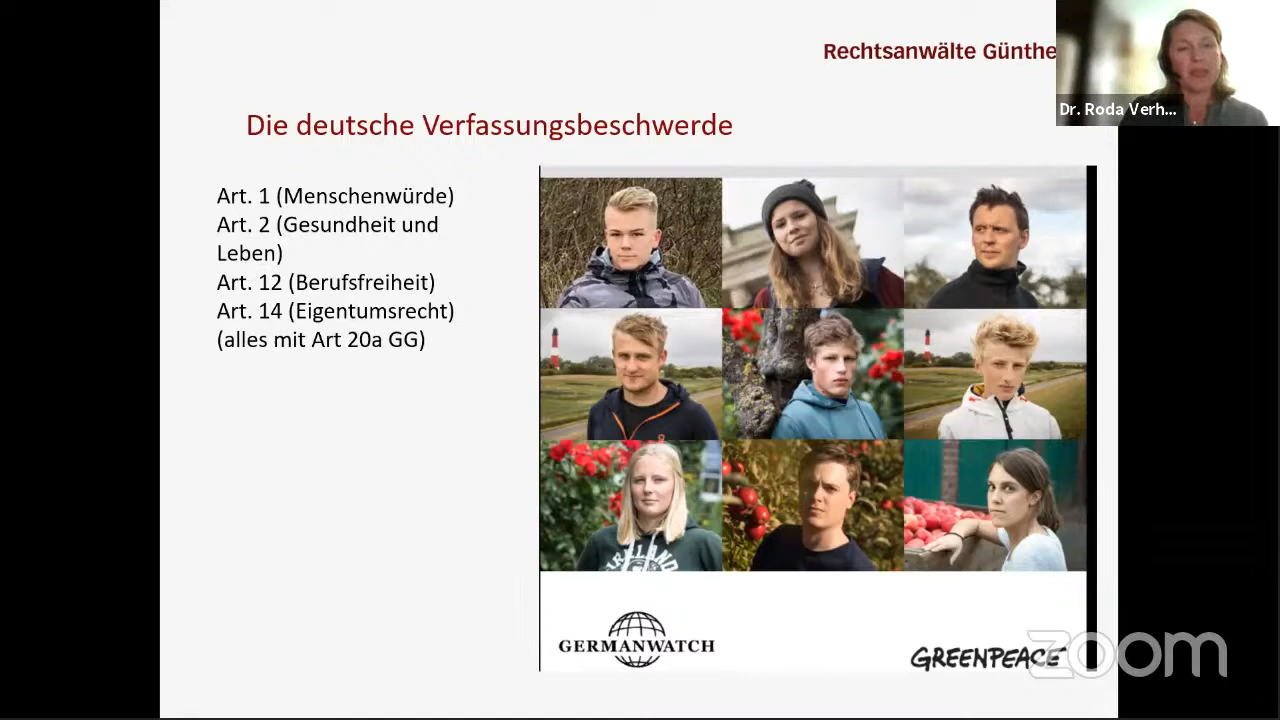 Rechtsanwälte Günthe
Dr. Roda Verh...
Die deutsche Verfassungsbeschwerde
Art. 1 (Menschenwürde)
Art. 2 (Gesundheit und
Leben)
Art. 12 (Berufsfreiheit)
Art. 14 (Eigentumsrecht)
(alles mit Art 20a GG)
GERMANWATCH
GREENPEACE
zoom